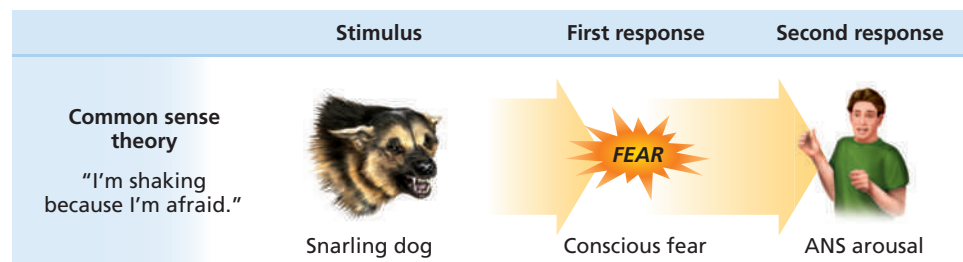 Stimulus
First response
Second response
Common sense
theory
"I'm shaking
because I'm afraid."
FEAR
Snarling dog
Conscious fear
ANS arousal